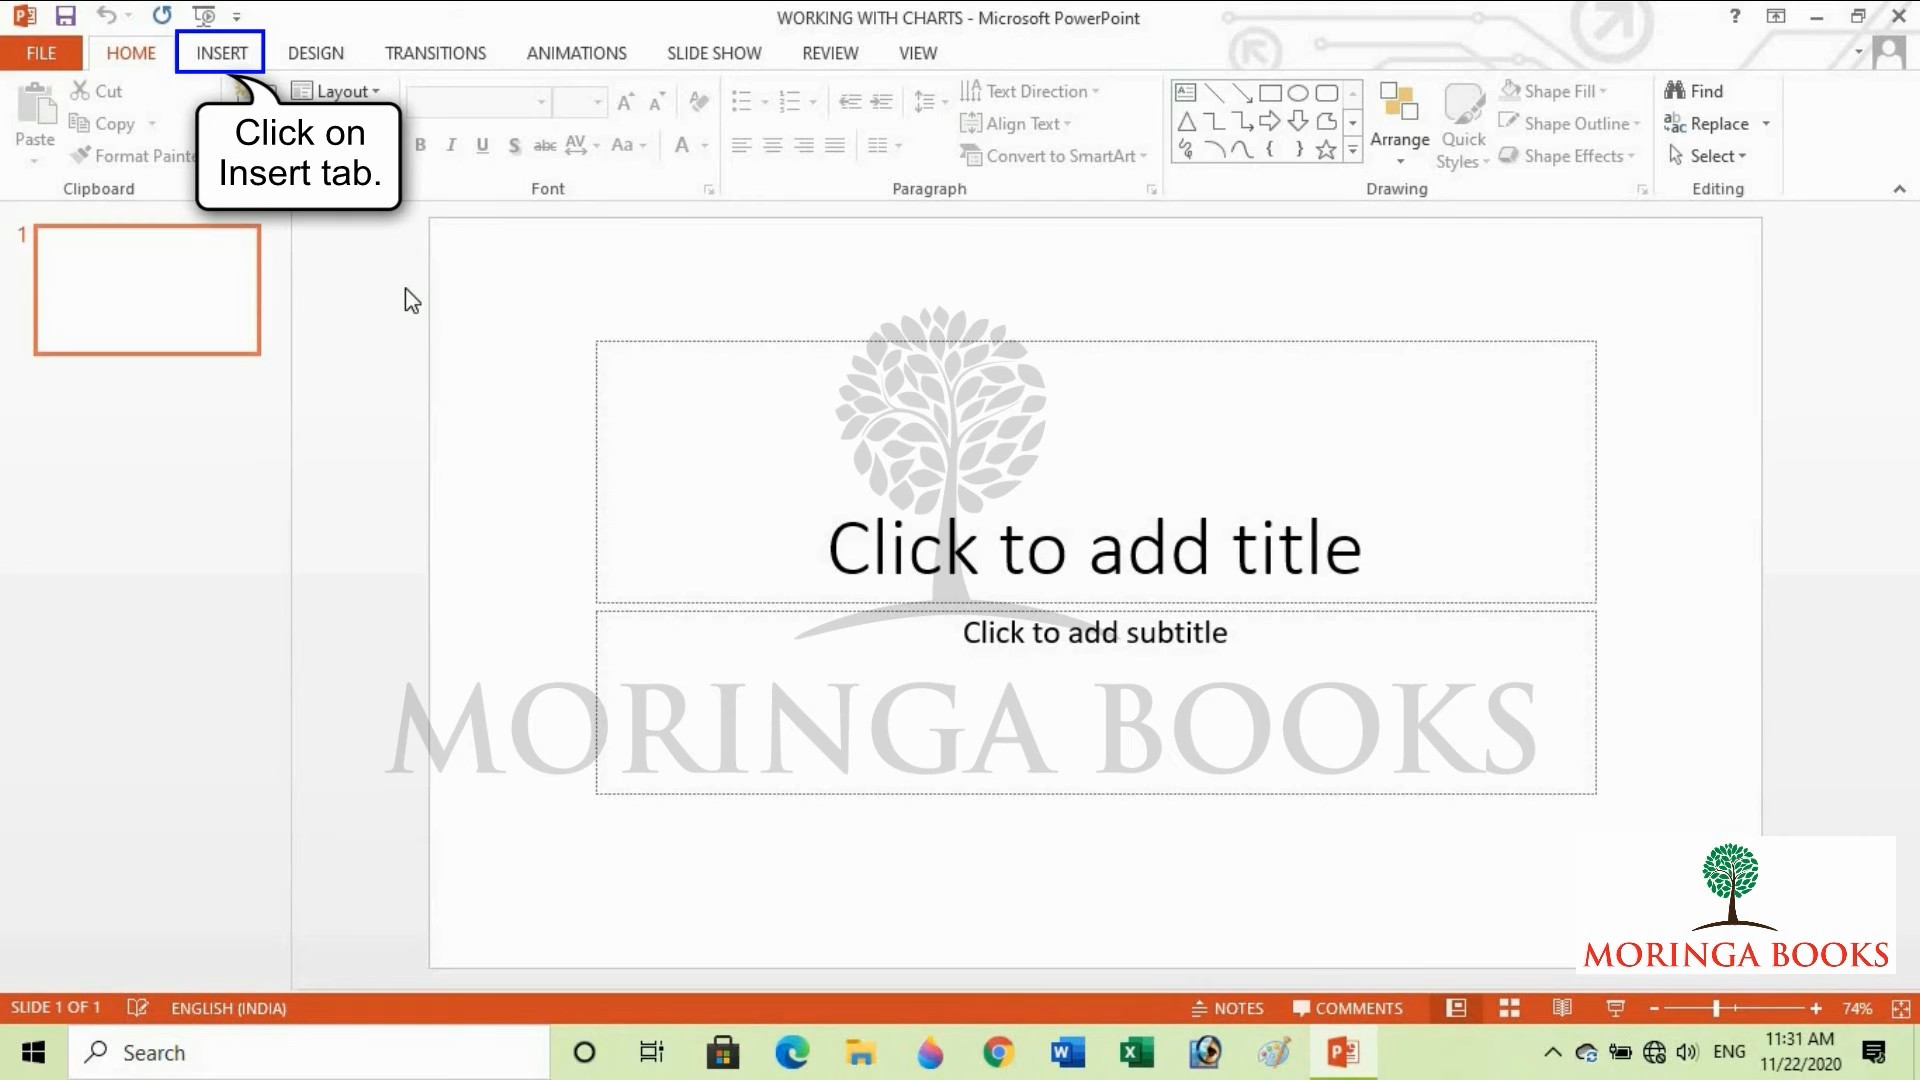 WORKING WITH CHARTS - Microsoft PowerPoint
?
FILE HOME INSERT DESIGN TRANSITIONS ANIMATIONS SLIDE SHOW REVIEW VIEW
Click on
Insert tab.
Paste
Cut
Copy
Format Painte
Clipboard
Layout
B I U S abc AV Aa A
Font
Text Direction
Align Text
Convert to SmartArt
Paragraph
Arrange
Quick
Styles
Shape Fill
Shape Outline
Shape Effects
Drawing
Find
Replace
Select
Editing
1
Click to add title
Click to add subtitle
MORINGA BOOKS
MORINGA BOOKS
SLIDE 1 OF 1 ENGLISH (INDIA) NOTES COMMENTS 74%
Search
ENG
11:31 AM
11/22/2020